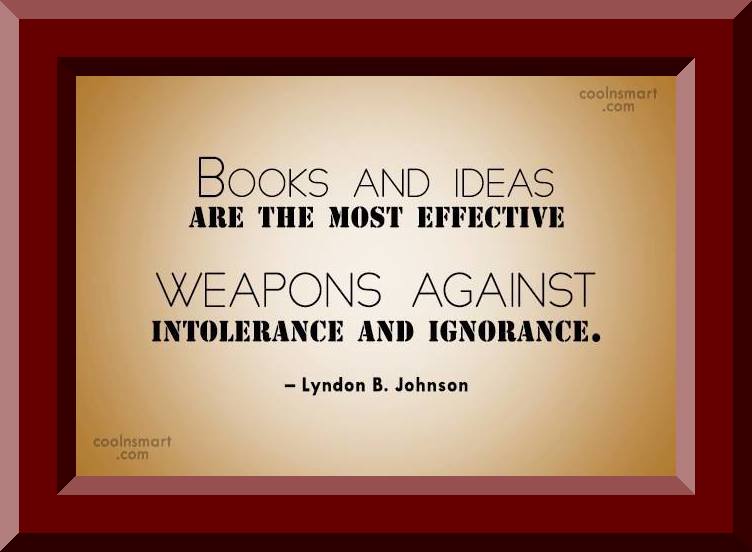 coolnsmart
.com
BOOKS AND IDEAS
ARE THE MOST EFFECTIVE
WEAPONS AGAINST
INTOLERANCE AND IGNORANCE.
– Lyndon B. Johnson
coolnsmart
.com